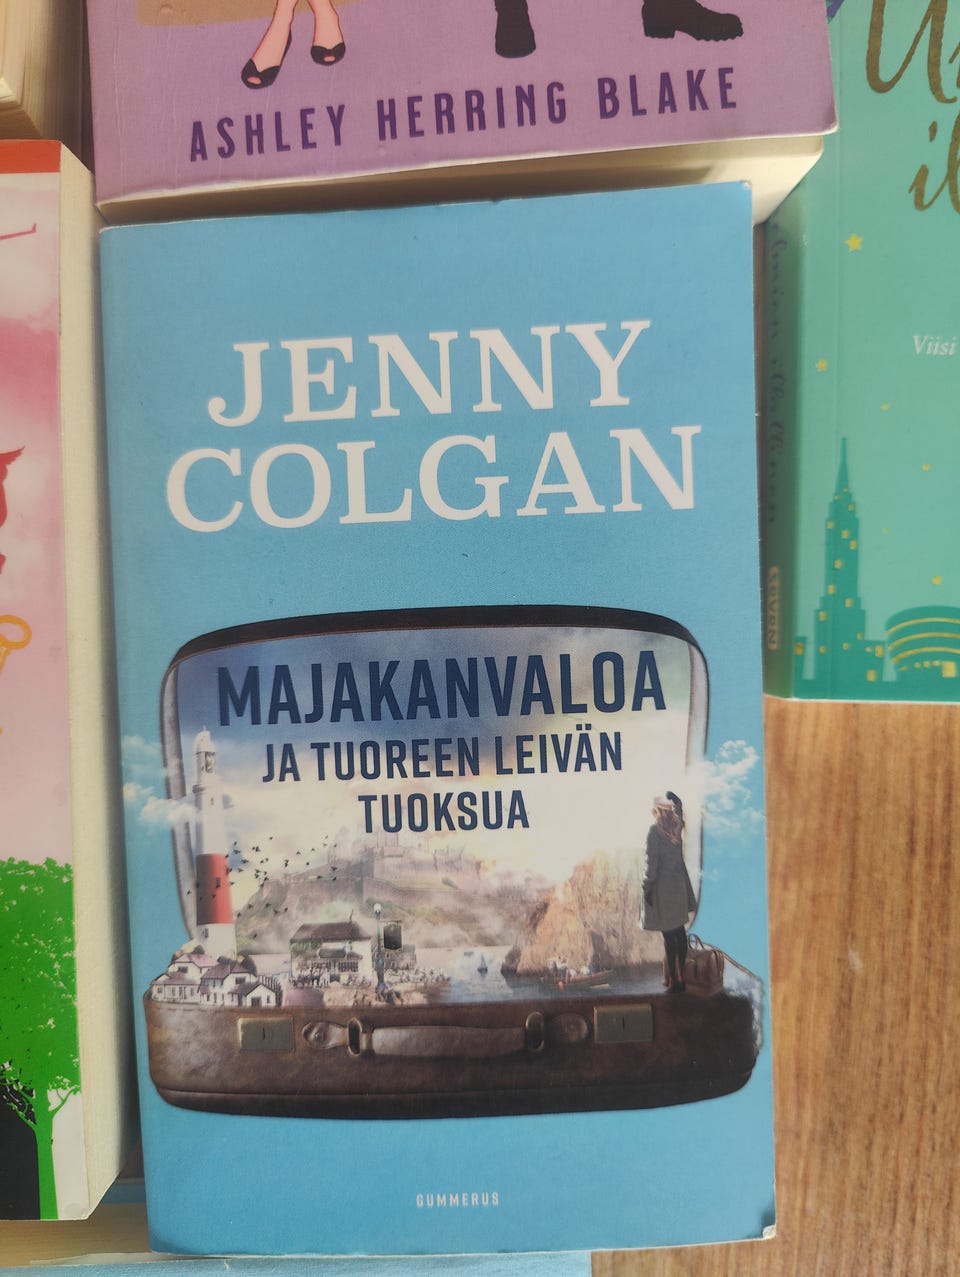 ASHLEY HERRING BLAKE
JENNY
COLGAN
MAJAKANVALOA
JA TUOREEN LEIVÄN
TUOKSUA
GUMMERUS
Viisi